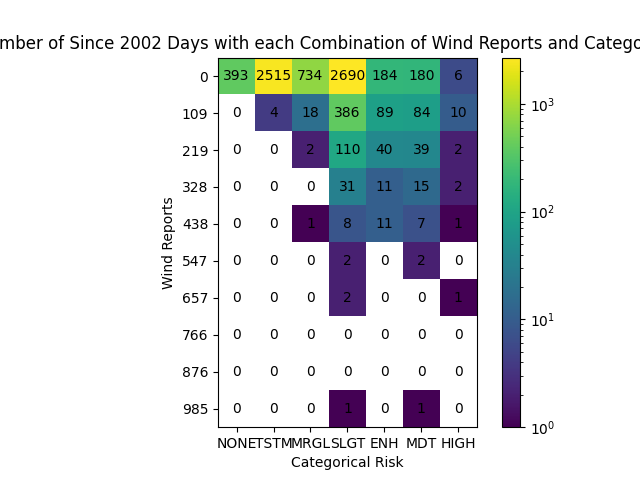 mber of Since 2002 Days with each Combination of Wind Reports and Catego
0 393 2515 734 2690 184 180 6
109 0 4 18 386 89 84 10
219 0 0 2 110 40 39 2
328 0 0 0 31 11 15 2
438 0 0 1 8 11 7 1
547 0 0 0 2 0 2 0
657 0 0 0 2 0 0 1
766 0 0 0 0 0 0 0
876 0 0 0 0 0 0 0
985 0 0 0 1 0 1 0
NONE TSTM MRGL SLGT ENH MDT HIGH
Categorical Risk
Wind Reports
10³
10²
10¹
10⁰